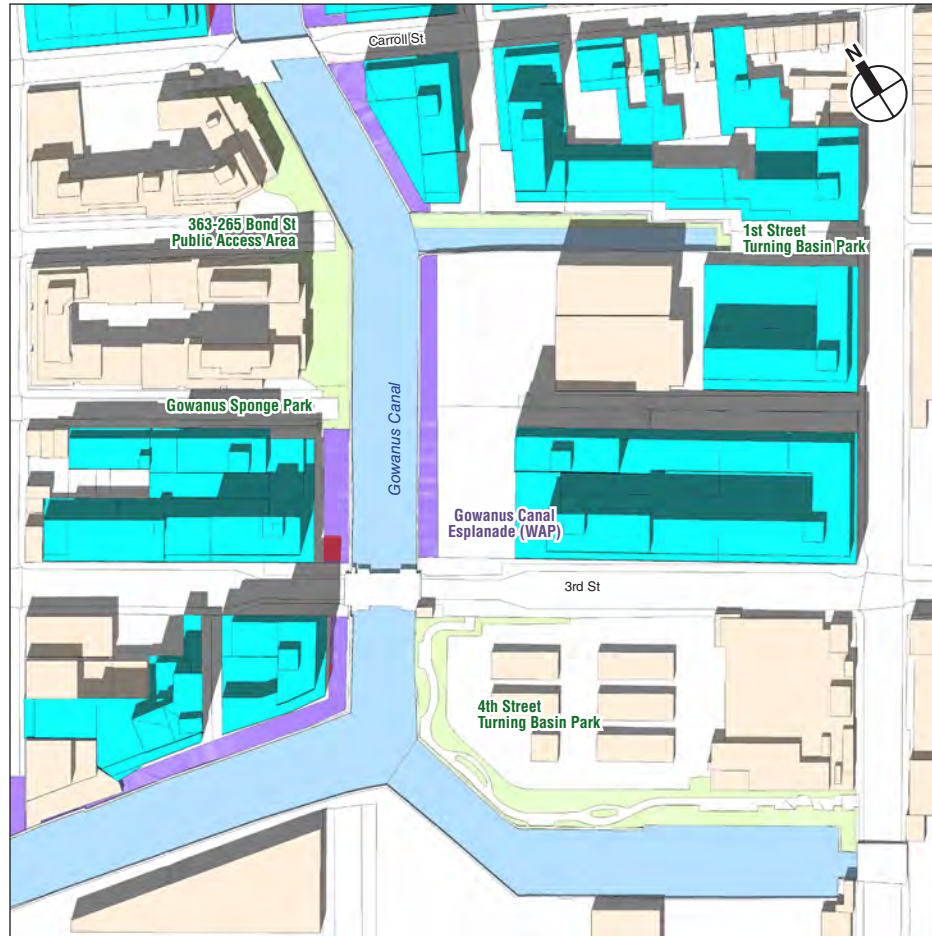 Carroll St
N
363-265 Bond St
Public Access Area
1st Street
Turning Basin Park
Gowanus Sponge Park
Gowanus Canal
Gowanus Canal
Esplanade (WAP)
3rd St
4th Street
Turning Basin Park